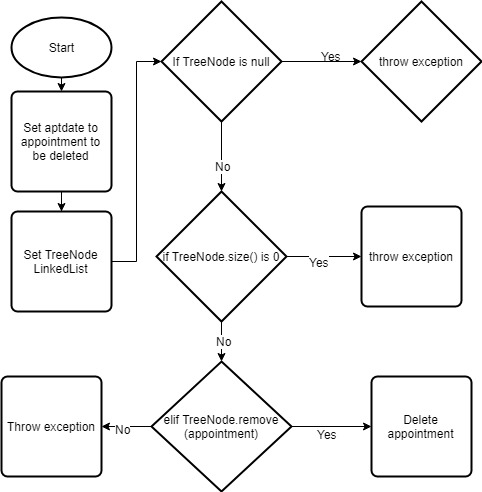 Start
If TreeNode is null
Yes
throw exception
Set aptdate to
appointment to
be deleted
No
Set TreeNode
LinkedList
if TreeNode.size() is 0
Yes
throw exception
No
Throw exception
No
elif TreeNode.remove
(appointment)
Yes
Delete
appointment